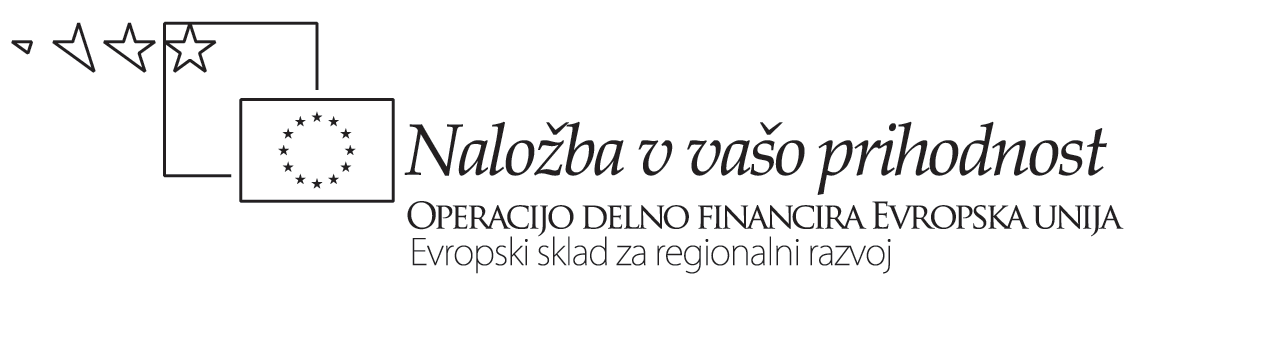 Naložba v vašo prihodnost
OPERACIJO DELNO FINANCIRA EVROPSKA UNIJA
Evropski sklad za regionalni razvoj